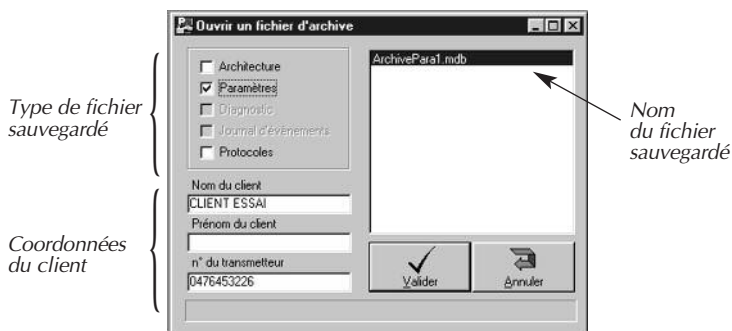 Ouvrir un fichier d'archive
Type de fichier
sauvegardé
Architecture
Paramètres
Diagnostic
Journal d'évènements
Protocoles
ArchivePara1.mdb
Nom
du fichier
sauvegardé
Coordonnées
du client
Nom du client
CLIENT ESSAI
Prénom du client
n° du transmetteur
0476453226
Valider
Annuler